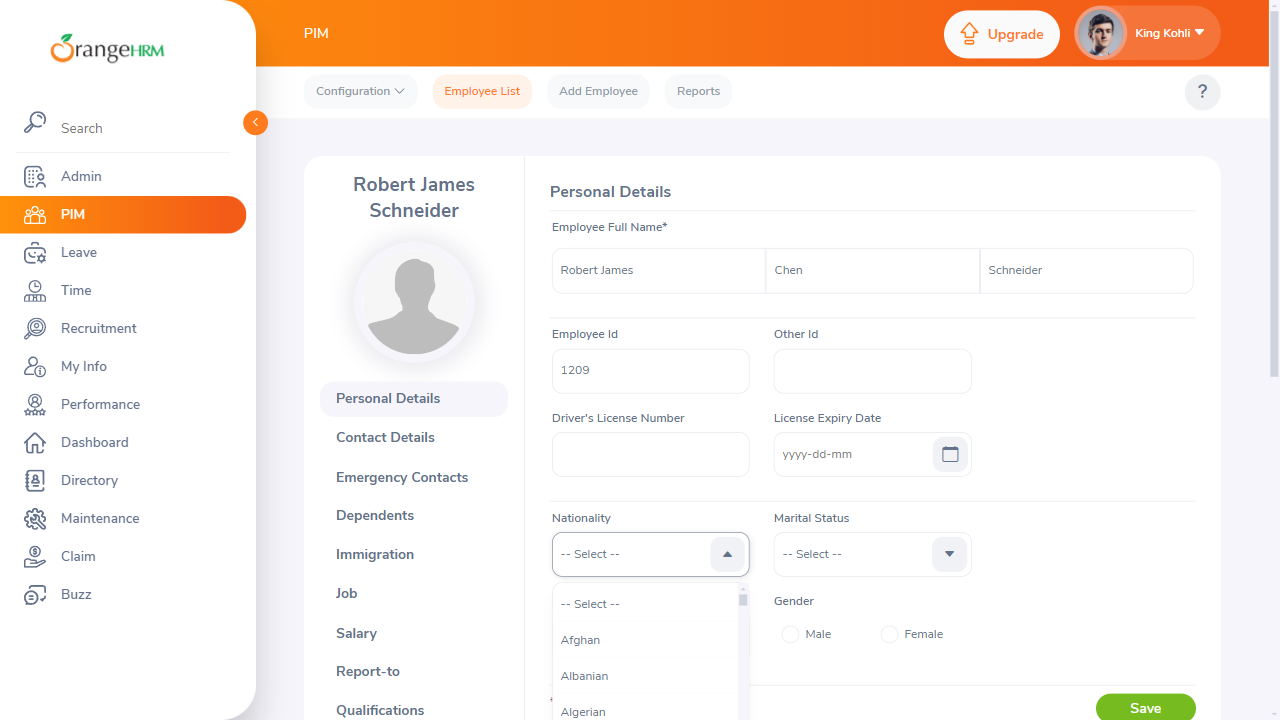 OrangeHRM
Search
Admin
PIM
Leave
Time
Recruitment
My Info
Performance
Dashboard
Directory
Maintenance
Claim
Buzz
PIM
Upgrade
King Kohli
Configuration
Employee List
Add Employee
Reports
?
Robert James
Schneider
Personal Details
Contact Details
Emergency Contacts
Dependents
Immigration
Job
Salary
Report-to
Qualifications
Personal Details
Employee Full Name*
Robert James
Chen
Schneider
Employee Id
Other Id
1209
Driver's License Number
License Expiry Date
yyyy-dd-mm
Nationality
Marital Status
-- Select --
-- Select --
-- Select --
Afghan
Albanian
Algerian
Gender
Male
Female
*
Save